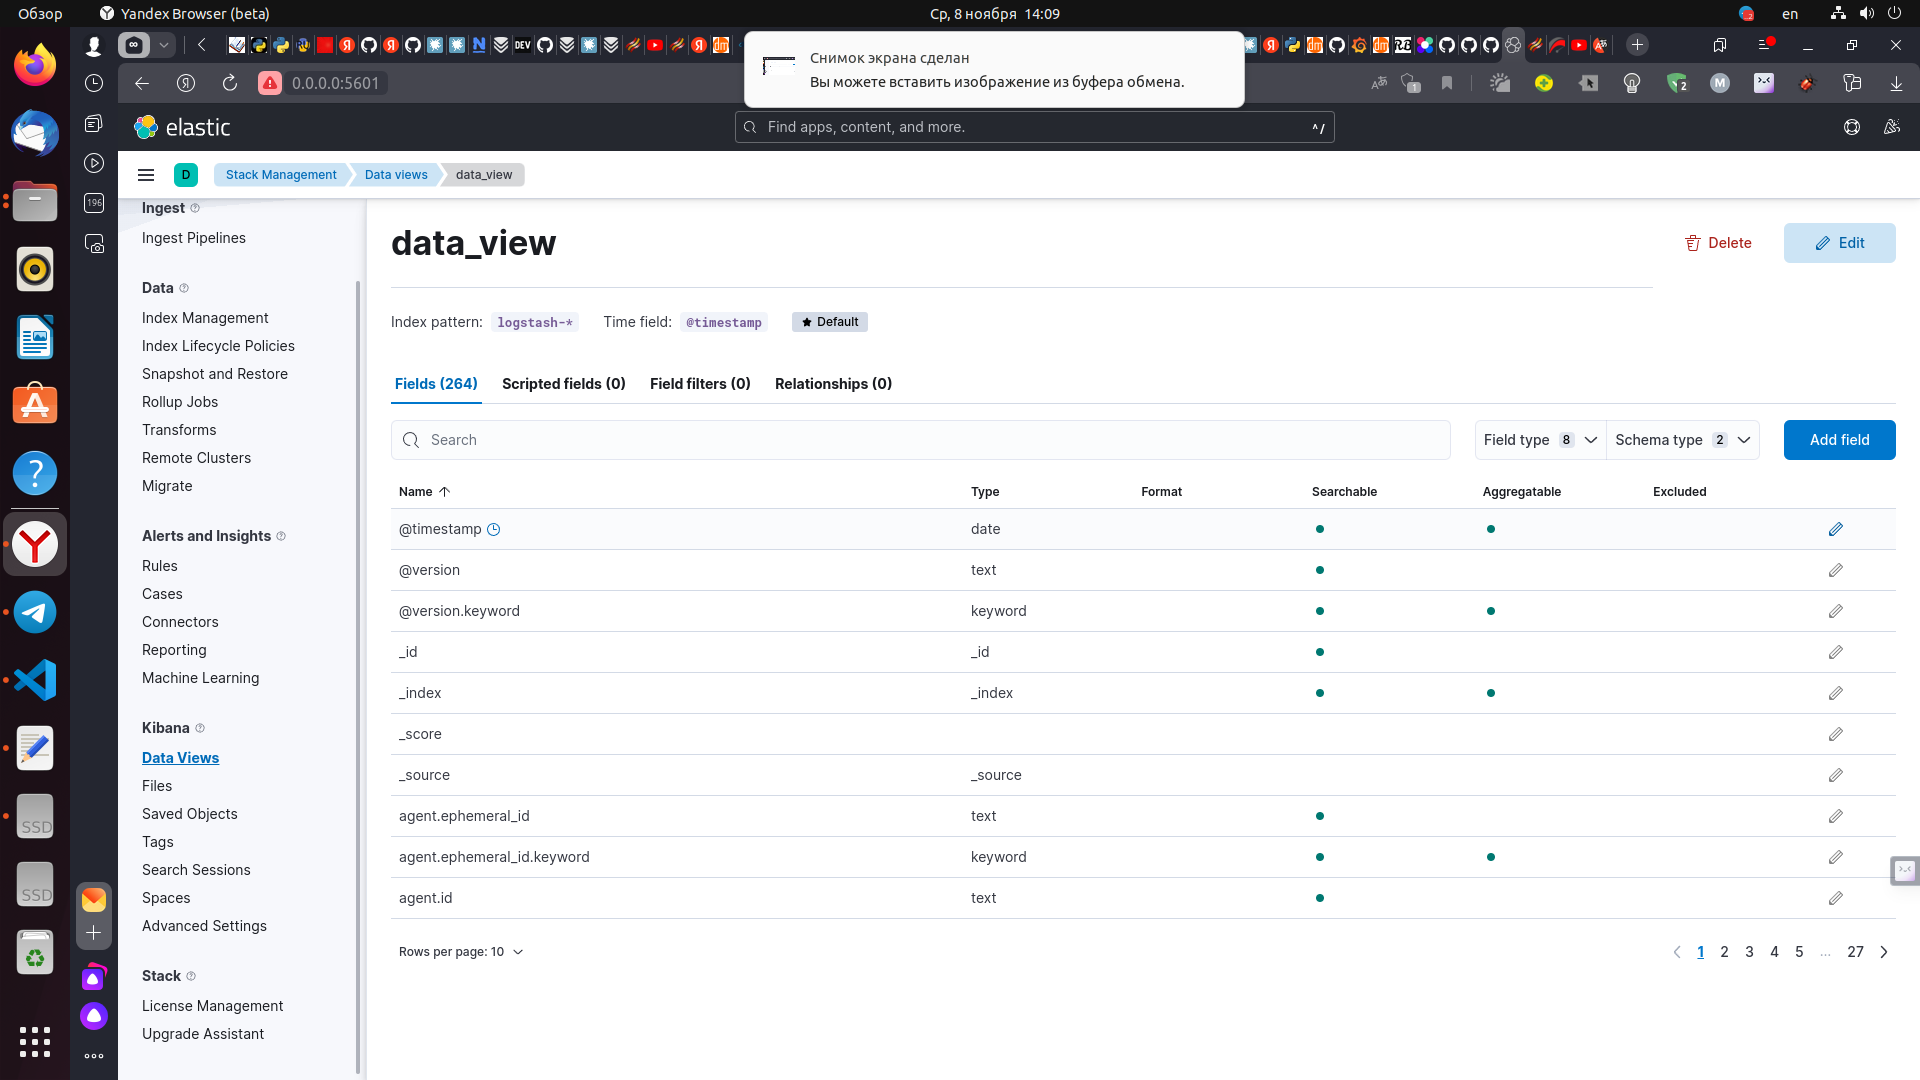 Обзор
Yandex Browser (beta)
Ср, 8 ноября 14:09
en
Снимок экрана сделан
Вы можете вставить изображение из буфера обмена.
0.0.0.0:5601
elastic
Find apps, content, and more.
^/
D
Stack Management
Data views
data_view
196
Ingest
Ingest Pipelines
Data
Index Management
Index Lifecycle Policies
Snapshot and Restore
Rollup Jobs
Transforms
Remote Clusters
Migrate
Alerts and Insights
Rules
Cases
Connectors
Reporting
Machine Learning
Kibana
Data Views
Files
Saved Objects
Tags
Search Sessions
Spaces
Advanced Settings
Stack
License Management
Upgrade Assistant
data_view
Delete
Edit
Index pattern: logstash-*
Time field: @timestamp
Default
Fields (264)
Scripted fields (0)
Field filters (0)
Relationships (0)
Search
Field type 8
Schema type 2
Add field
Name Type Format Searchable Aggregatable Excluded
@timestamp date
@version text
@version.keyword keyword
_id _id
_index _index
_score
_source _source
agent.ephemeral_id text
agent.ephemeral_id.keyword keyword
agent.id text
Rows per page: 10
1 2 3 4 5 ... 27
SSD
SSD